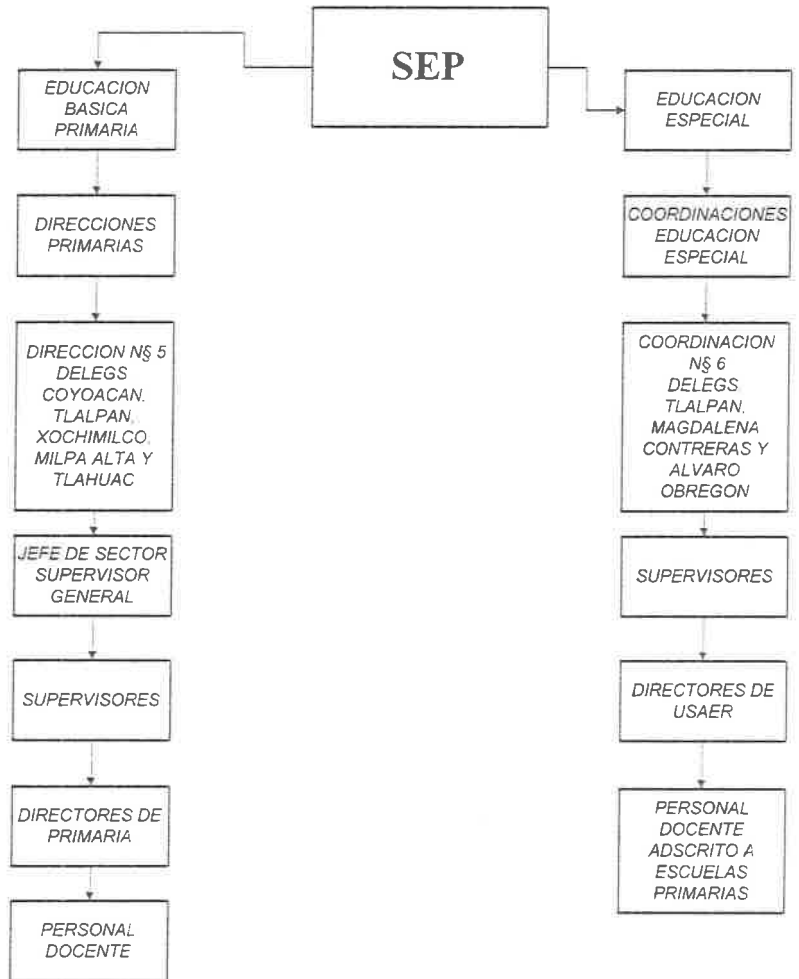 SEP
EDUCACION
BASICA
PRIMARIA
DIRECCIONES
PRIMARIAS
DIRECCION N§ 5
DELEGS
COYOACAN,
TLALPAN,
XOCHIMILCO,
MILPA ALTA Y
TLAHUAC
JEFE DE SECTOR
SUPERVISOR
GENERAL
SUPERVISORES
DIRECTORES DE
PRIMARIA
PERSONAL
DOCENTE
EDUCACION
ESPECIAL
COORDINACIONES
EDUCACION
ESPECIAL
COORDINACION
N§ 6
DELEGS
TLALPAN,
MAGDALENA
CONTRERAS Y
ALVARO
OBREGON
SUPERVISORES
DIRECTORES DE
USAER
PERSONAL
DOCENTE
ADSCRITO A
ESCUELAS
PRIMARIAS